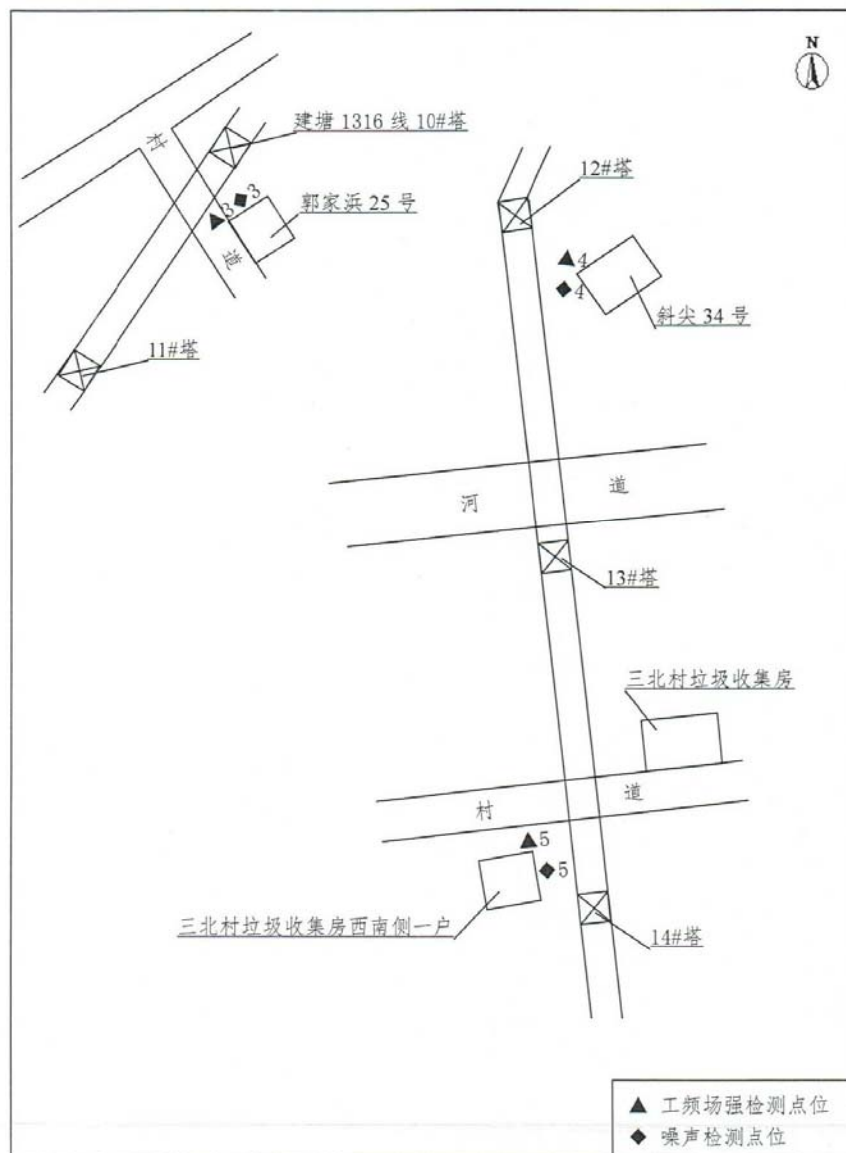 N
村
建塘 1316 线 10#塔
3
3
郭家浜 25 号
道
11#塔
12#塔
4
4
斜尖 34 号
河
道
13#塔
三北村垃圾收集房
村
道
5
5
三北村垃圾收集房西南侧一户
14#塔
▲ 工频场强检测点位
◆ 噪声检测点位